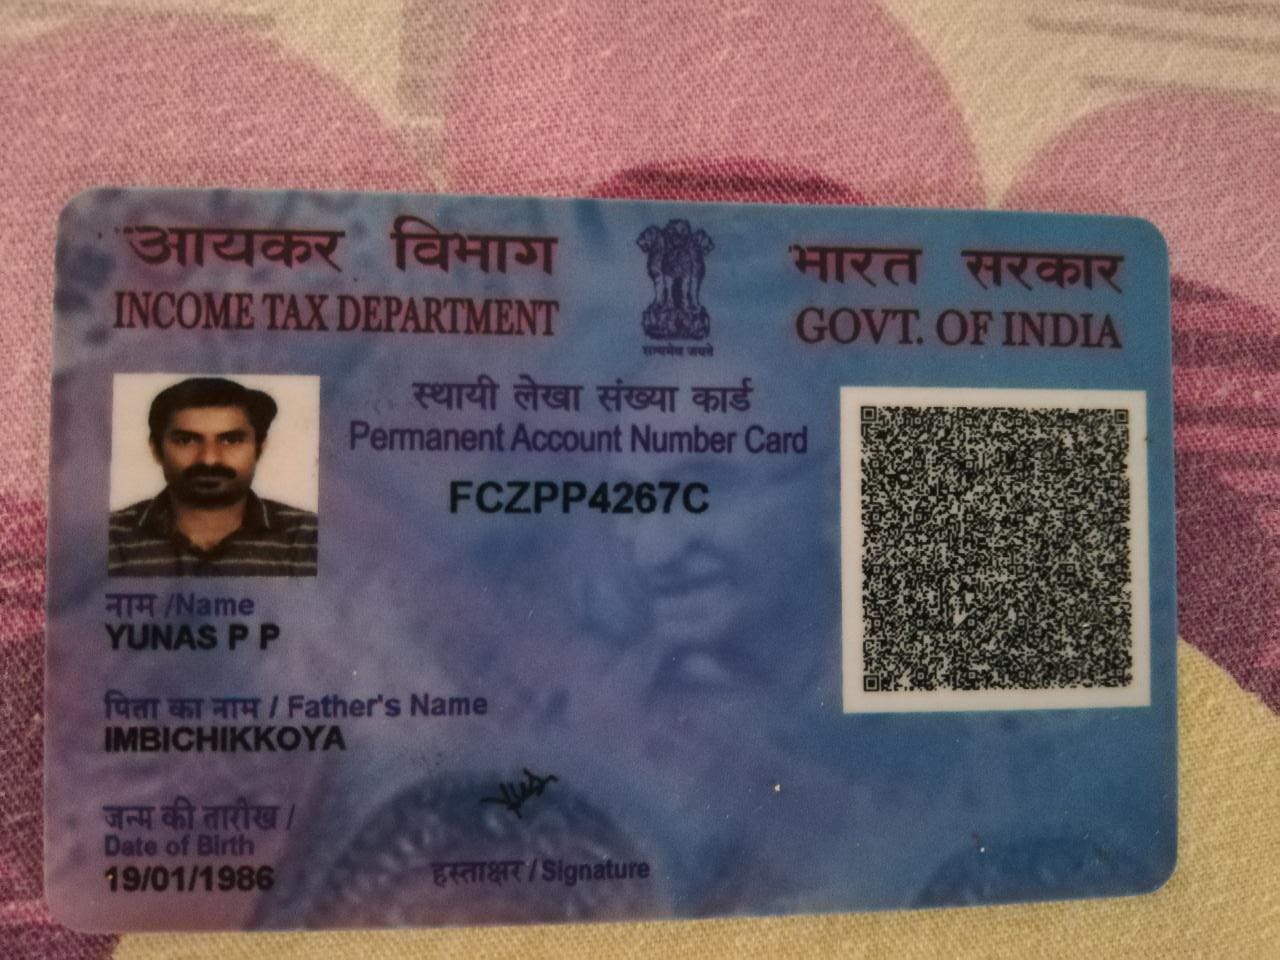 आयकर विभाग
INCOME TAX DEPARTMENT
भारत सरकार
GOVT. OF INDIA
सत्यमेव जयते
स्थायी लेखा संख्या कार्ड
Permanent Account Number Card
FCZPP4267C
नाम /Name
YUNAS P P
पिता का नाम / Father's Name
IMBICHIKKOYA
जन्म की तारीख /
Date of Birth
19/01/1986
हस्ताक्षर / Signature